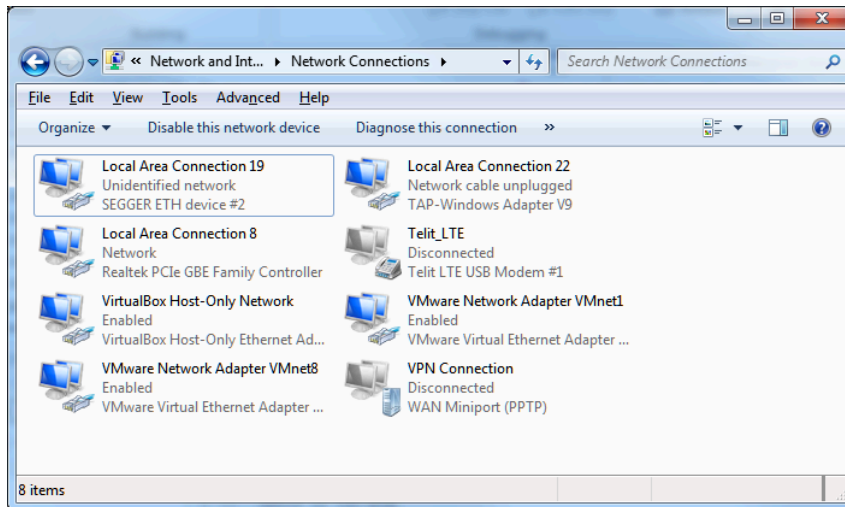 « Network and Int... ▸ Network Connections ▸
Search Network Connections
File Edit View Tools Advanced Help
Organize Disable this network device Diagnose this connection »
Local Area Connection 19
Unidentified network
SEGGER ETH device #2
Local Area Connection 22
Network cable unplugged
TAP-Windows Adapter V9
Local Area Connection 8
Network
Realtek PCIe GBE Family Controller
Telit_LTE
Disconnected
Telit LTE USB Modem #1
VirtualBox Host-Only Network
Enabled
VirtualBox Host-Only Ethernet Ad...
VMware Network Adapter VMnet1
Enabled
VMware Virtual Ethernet Adapter ...
VMware Network Adapter VMnet8
Enabled
VMware Virtual Ethernet Adapter ...
VPN Connection
Disconnected
WAN Miniport (PPTP)
8 items